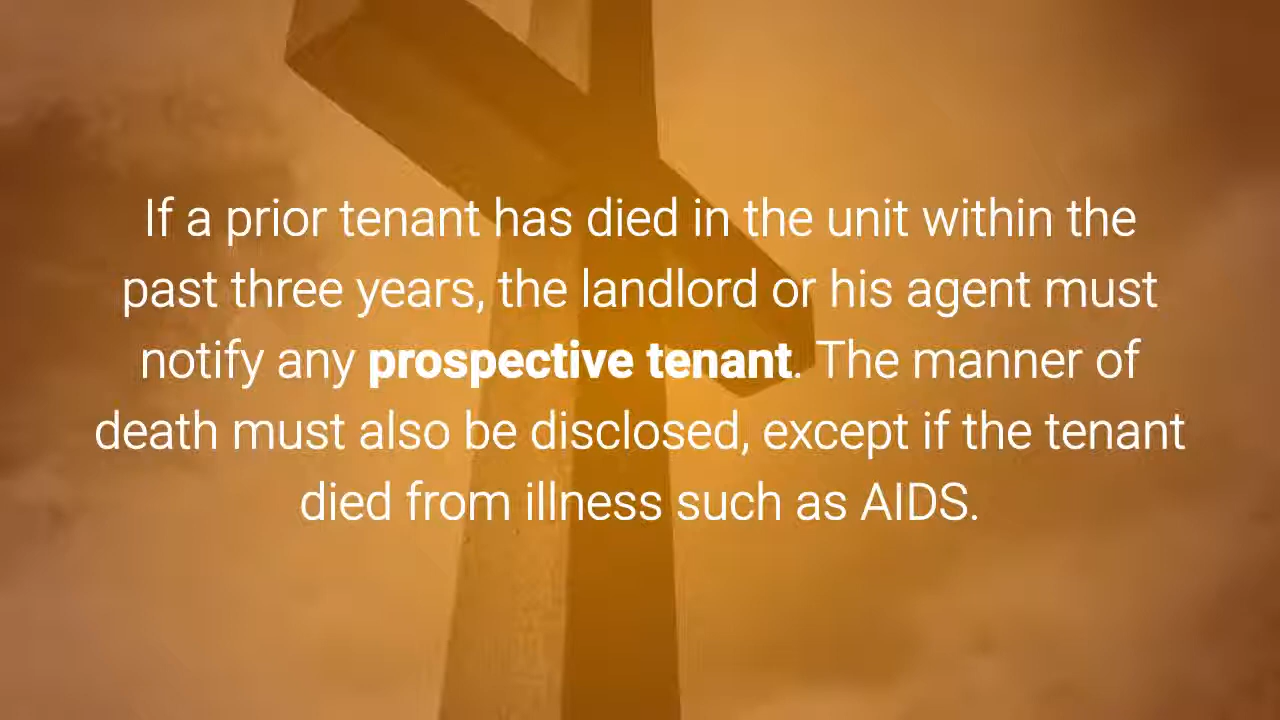 If a prior tenant has died in the unit within the
past three years, the landlord or his agent must
notify any prospective tenant. The manner of
death must also be disclosed, except if the tenant
died from illness such as AIDS.